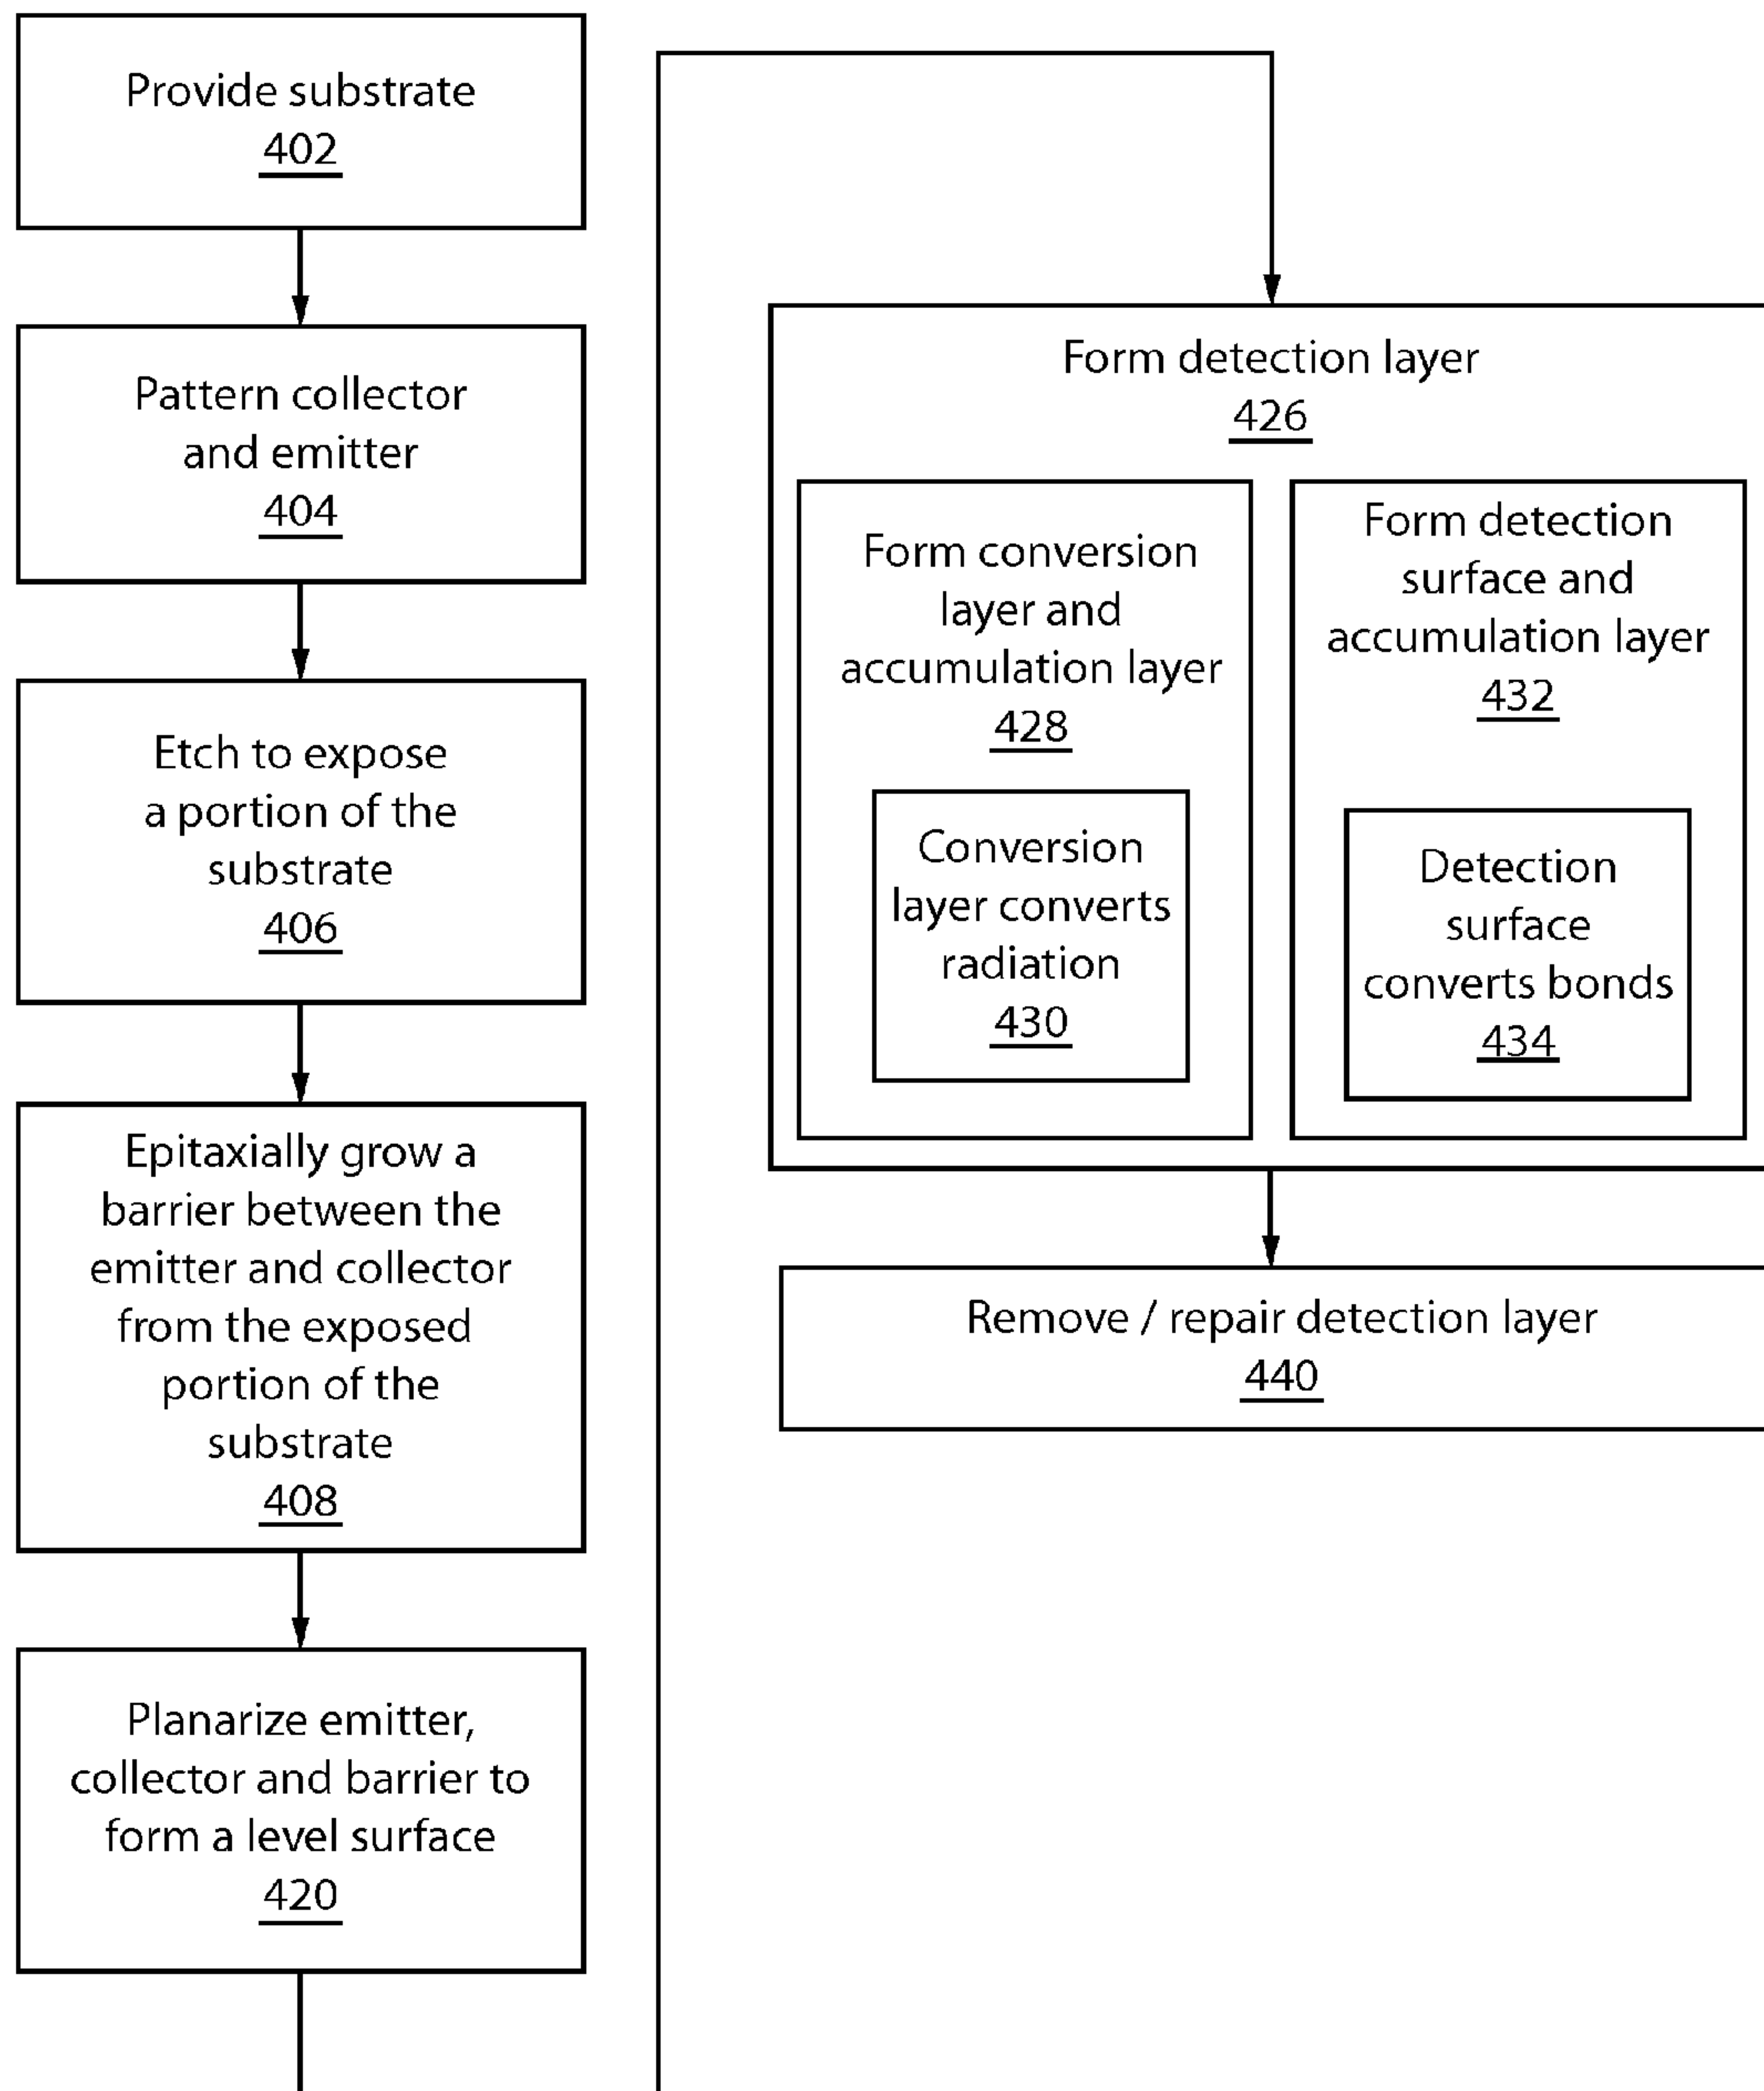 Provide substrate
402
Pattern collector
and emitter
404
Etch to expose
a portion of the
substrate
406
Epitaxially grow a
barrier between the
emitter and collector
from the exposed
portion of the
substrate
408
Planarize emitter,
collector and barrier to
form a level surface
420
Form detection layer
426
Form conversion
layer and
accumulation layer
428
Conversion
layer converts
radiation
430
Form detection
surface and
accumulation layer
432
Detection
surface
converts bonds
434
Remove / repair detection layer
440